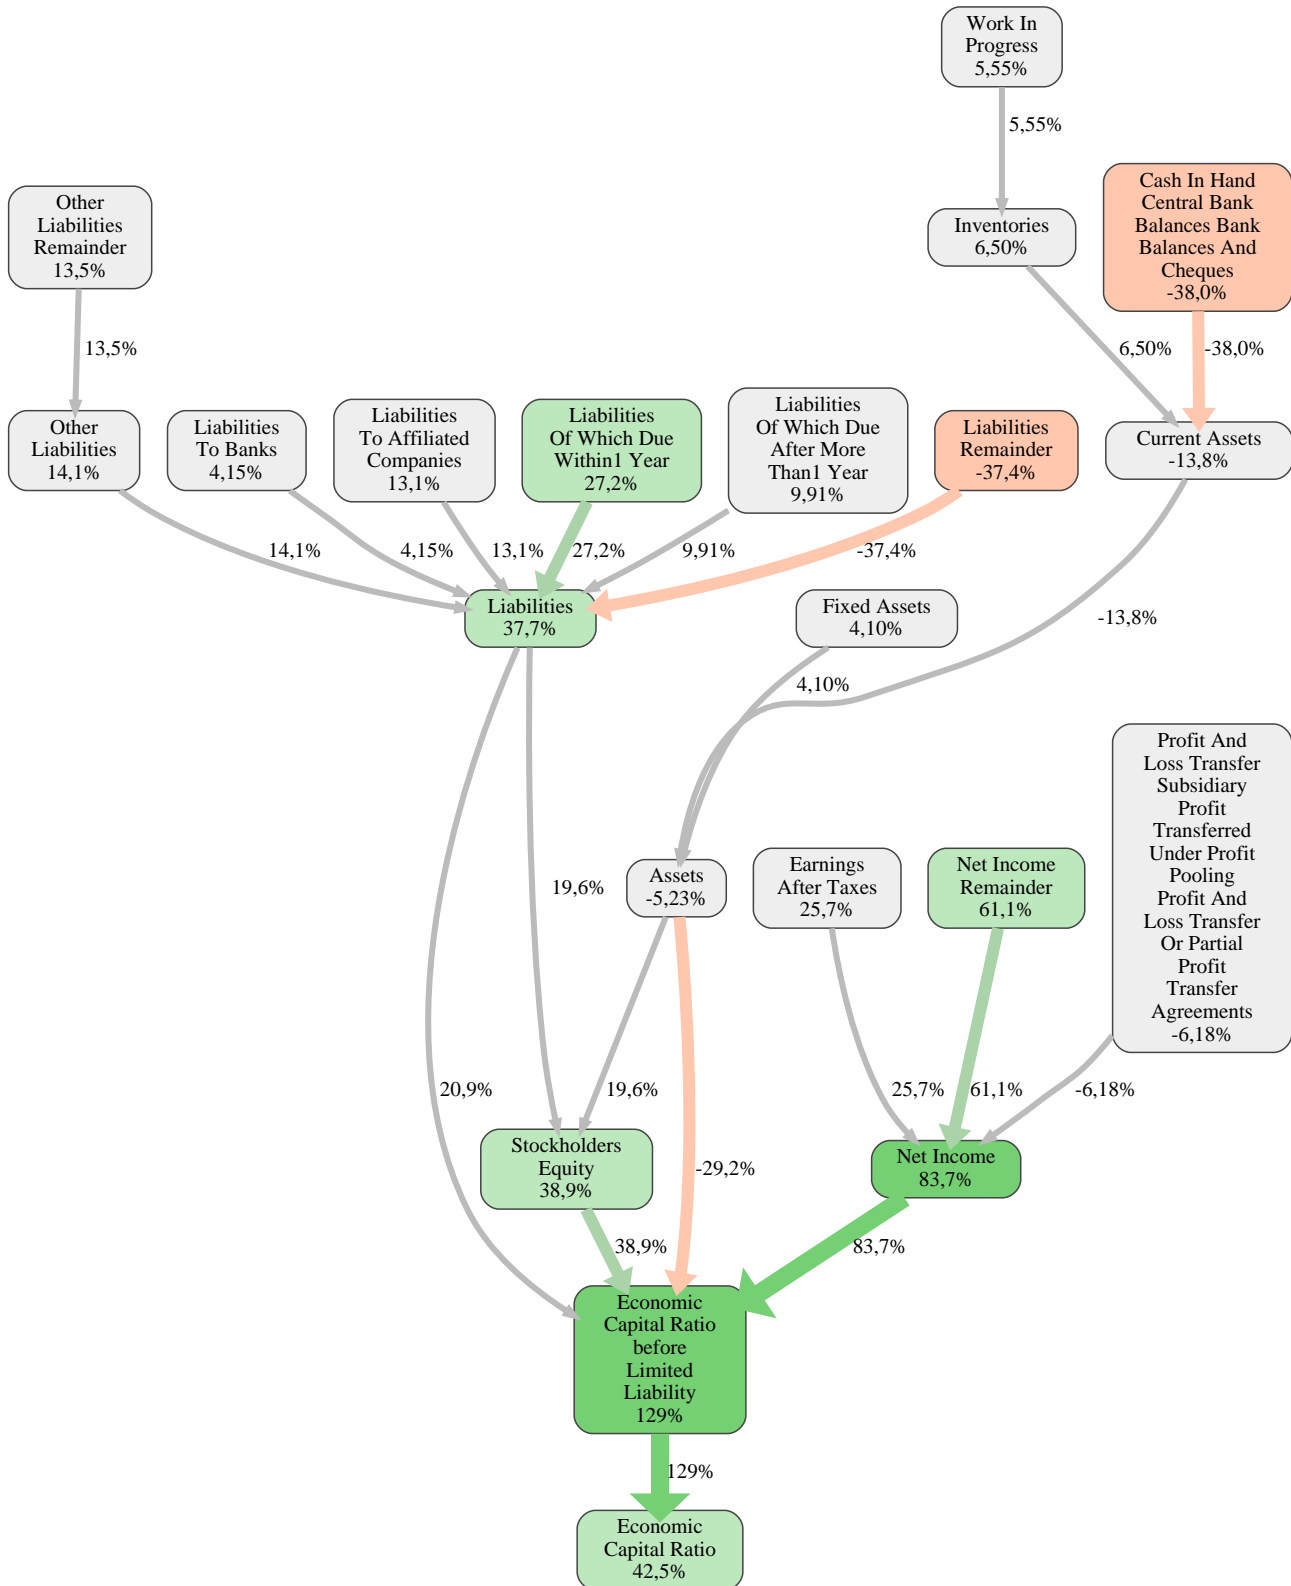 Work In
Progress
5,55%
5,55%
Other
Liabilities
Remainder
13,5%
Inventories
6,50%
Cash In Hand
Central Bank
Balances Bank
Balances And
Cheques
-38,0%
13,5%
6,50%
-38,0%
Other
Liabilities
14,1%
Liabilities
To Banks
4,15%
Liabilities
To Affiliated
Companies
13,1%
Liabilities
Of Which Due
Within1 Year
27,2%
Liabilities
Of Which Due
After More
Than1 Year
9,91%
Liabilities
Remainder
-37,4%
Current Assets
-13,8%
14,1%
4,15%
13,1%
27,2%
9,91%
-37,4%
Liabilities
37,7%
Fixed Assets
4,10%
-13,8%
4,10%
Profit And
Loss Transfer
Subsidiary
Profit
Transferred
Under Profit
Pooling
Profit And
Loss Transfer
Or Partial
Profit
Transfer
Agreements
-6,18%
19,6%
Assets
-5,23%
Earnings
After Taxes
25,7%
Net Income
Remainder
61,1%
20,9%
19,6%
25,7%
61,1%
-6,18%
Stockholders
Equity
38,9%
-29,2%
Net Income
83,7%
38,9%
83,7%
Economic
Capital Ratio
before
Limited
Liability
129%
129%
Economic
Capital Ratio
42,5%